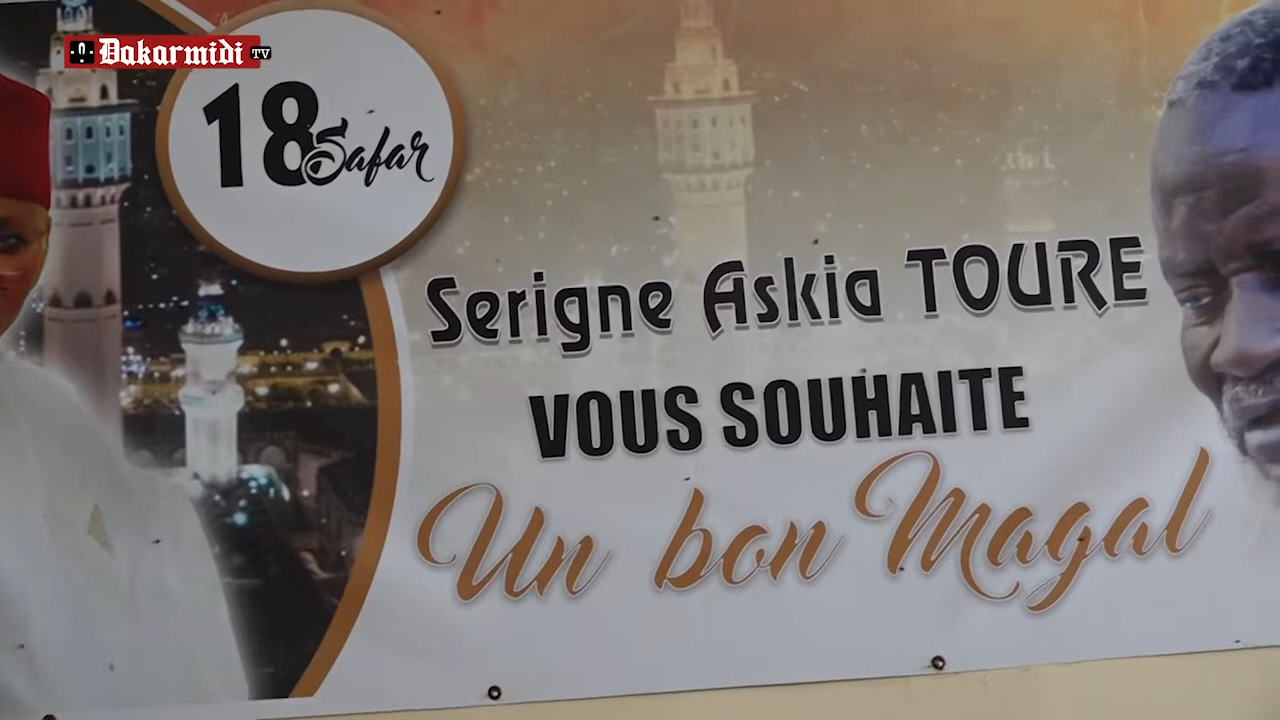 Dakarmidi TV
18 Safar
Serigne Askia TOURE
VOUS SOUHAITE
Un bon Magal